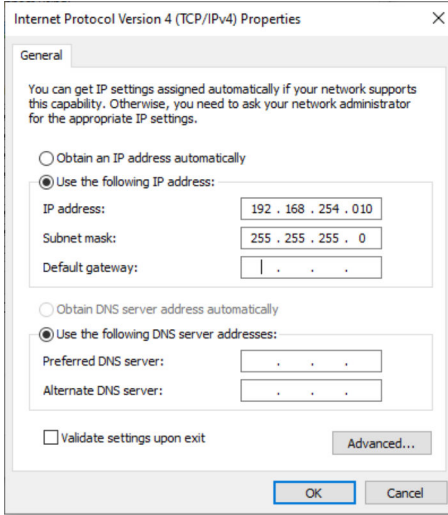 Internet Protocol Version 4 (TCP/IPv4) Properties
General
You can get IP settings assigned automatically if your network supports
this capability. Otherwise, you need to ask your network administrator
for the appropriate IP settings.
Obtain an IP address automatically
Use the following IP address:
IP address: 192 . 168 . 254 . 010
Subnet mask: 255 . 255 . 255 . 0
Default gateway: . . .
Obtain DNS server address automatically
Use the following DNS server addresses:
Preferred DNS server: . . .
Alternate DNS server: . . .
Validate settings upon exit
Advanced...
OK Cancel